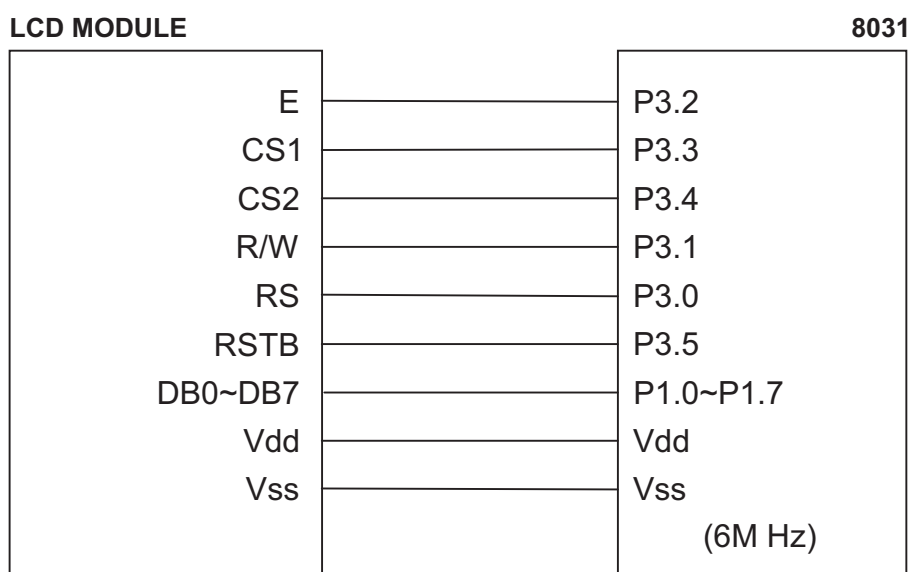 LCD MODULE 8031
E P3.2
CS1 P3.3
CS2 P3.4
R/W P3.1
RS P3.0
RSTB P3.5
DB0~DB7 P1.0~P1.7
Vdd Vdd
Vss Vss
(6M Hz)